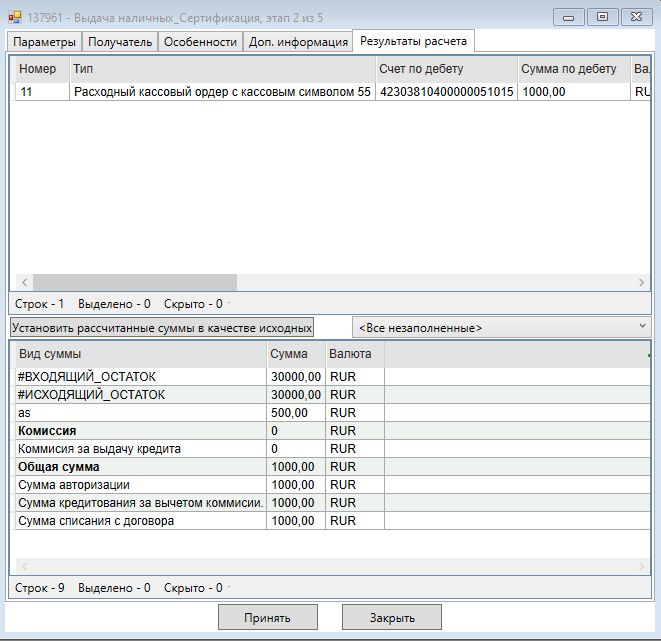 137961 - Выдача наличных_Сертификация, этап 2 из 5
Параметры Получатель Особенности Доп. информация Результаты расчета
Номер Тип Счет по дебету Сумма по дебету Ва
11 Расходный кассовый ордер с кассовым символом 55 42303810400000051015 1000,00 RU
Строк - 1 Выделено - 0 Скрыто - 0
Установить рассчитанные суммы в качестве исходных <Все незаполненные>
Вид суммы Сумма Валюта
#ВХОДЯЩИЙ_ОСТАТОК 30000,00 RUR
#ИСХОДЯЩИЙ_ОСТАТОК 30000,00 RUR
as 500,00 RUR
Комиссия 0 RUR
Коммисия за выдачу кредита 0 RUR
Общая сумма 1000,00 RUR
Сумма авторизации 1000,00 RUR
Сумма кредитования за вычетом коммисии. 1000,00 RUR
Сумма списания с договора 1000,00 RUR
Строк - 9 Выделено - 0 Скрыто - 0
Принять Закрыть